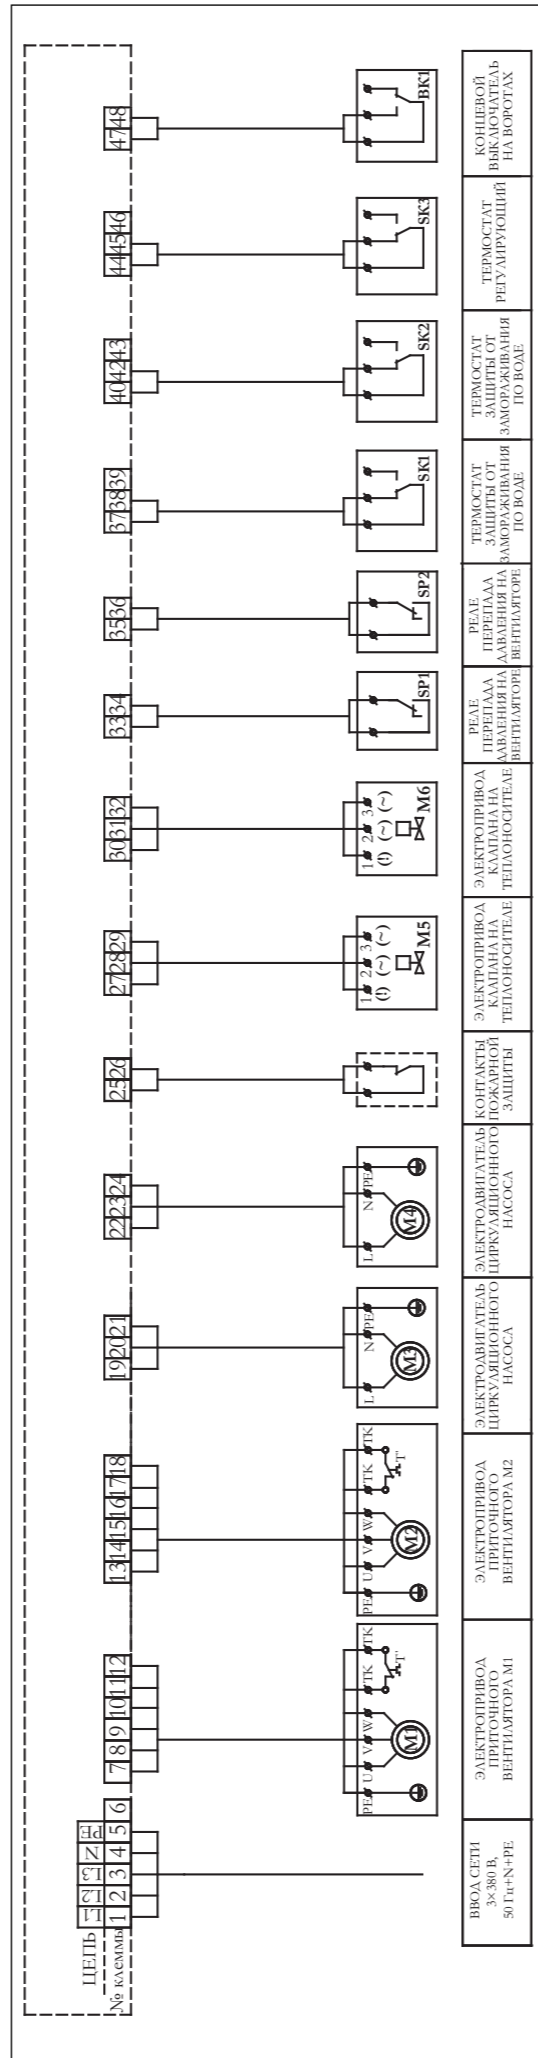 ЦЕПЬ
L1 L2 L3 N PE
№ клеммы
1 2 3 4 5 6
7 8 9 10 11 12
13 14 15 16 17 18
19 20 21
22 23 24
25 26
27 28 29
30 31 32
33 34
35 36
37 38 39
40 42 43
44 45 46
47 48
PE U V W TK TK
M1
T'
PE U V W TK TK
M2
T'
L N PE
M3
L N PE
M4
1 2 3
(!) (~) (~)
M5
1 2 3
(!) (~) (~)
M6
SP1
SP2
SK1
SK2
SK3
BK1
ВВОД СЕТИ
3×380 В,
50 Гц+N+PE
ЭЛЕКТРОПРИВОД
ПРИТОЧНОГО
ВЕНТИЛЯТОРА М1
ЭЛЕКТРОПРИВОД
ПРИТОЧНОГО
ВЕНТИЛЯТОРА М2
ЭЛЕКТРОДВИГАТЕЛЬ
ЦИРКУЛЯЦИОННОГО
НАСОСА
ЭЛЕКТРОДВИГАТЕЛЬ
ЦИРКУЛЯЦИОННОГО
НАСОСА
КОНТАКТЫ
ПОЖАРНОЙ
ЗАЩИТЫ
ЭЛЕКТРОПРИВОД
КЛАПАНА НА
ТЕПЛОНОСИТЕЛЕ
ЭЛЕКТРОПРИВОД
КЛАПАНА НА
ТЕПЛОНОСИТЕЛЕ
РЕЛЕ
ПЕРЕПАДА
ДАВЛЕНИЯ НА
ВЕНТИЛЯТОРЕ
РЕЛЕ
ПЕРЕПАДА
ДАВЛЕНИЯ НА
ВЕНТИЛЯТОРЕ
ТЕРМОСТАТ
ЗАЩИТЫ ОТ
ЗАМОРАЖИВАНИЯ
ПО ВОДЕ
ТЕРМОСТАТ
ЗАЩИТЫ ОТ
ЗАМОРАЖИВАНИЯ
ПО ВОДЕ
ТЕРМОСТАТ
РЕГУЛИРУЮЩИЙ
КОНЦЕВОЙ
ВЫКЛЮЧАТЕЛЬ
НА ВОРОТАХ